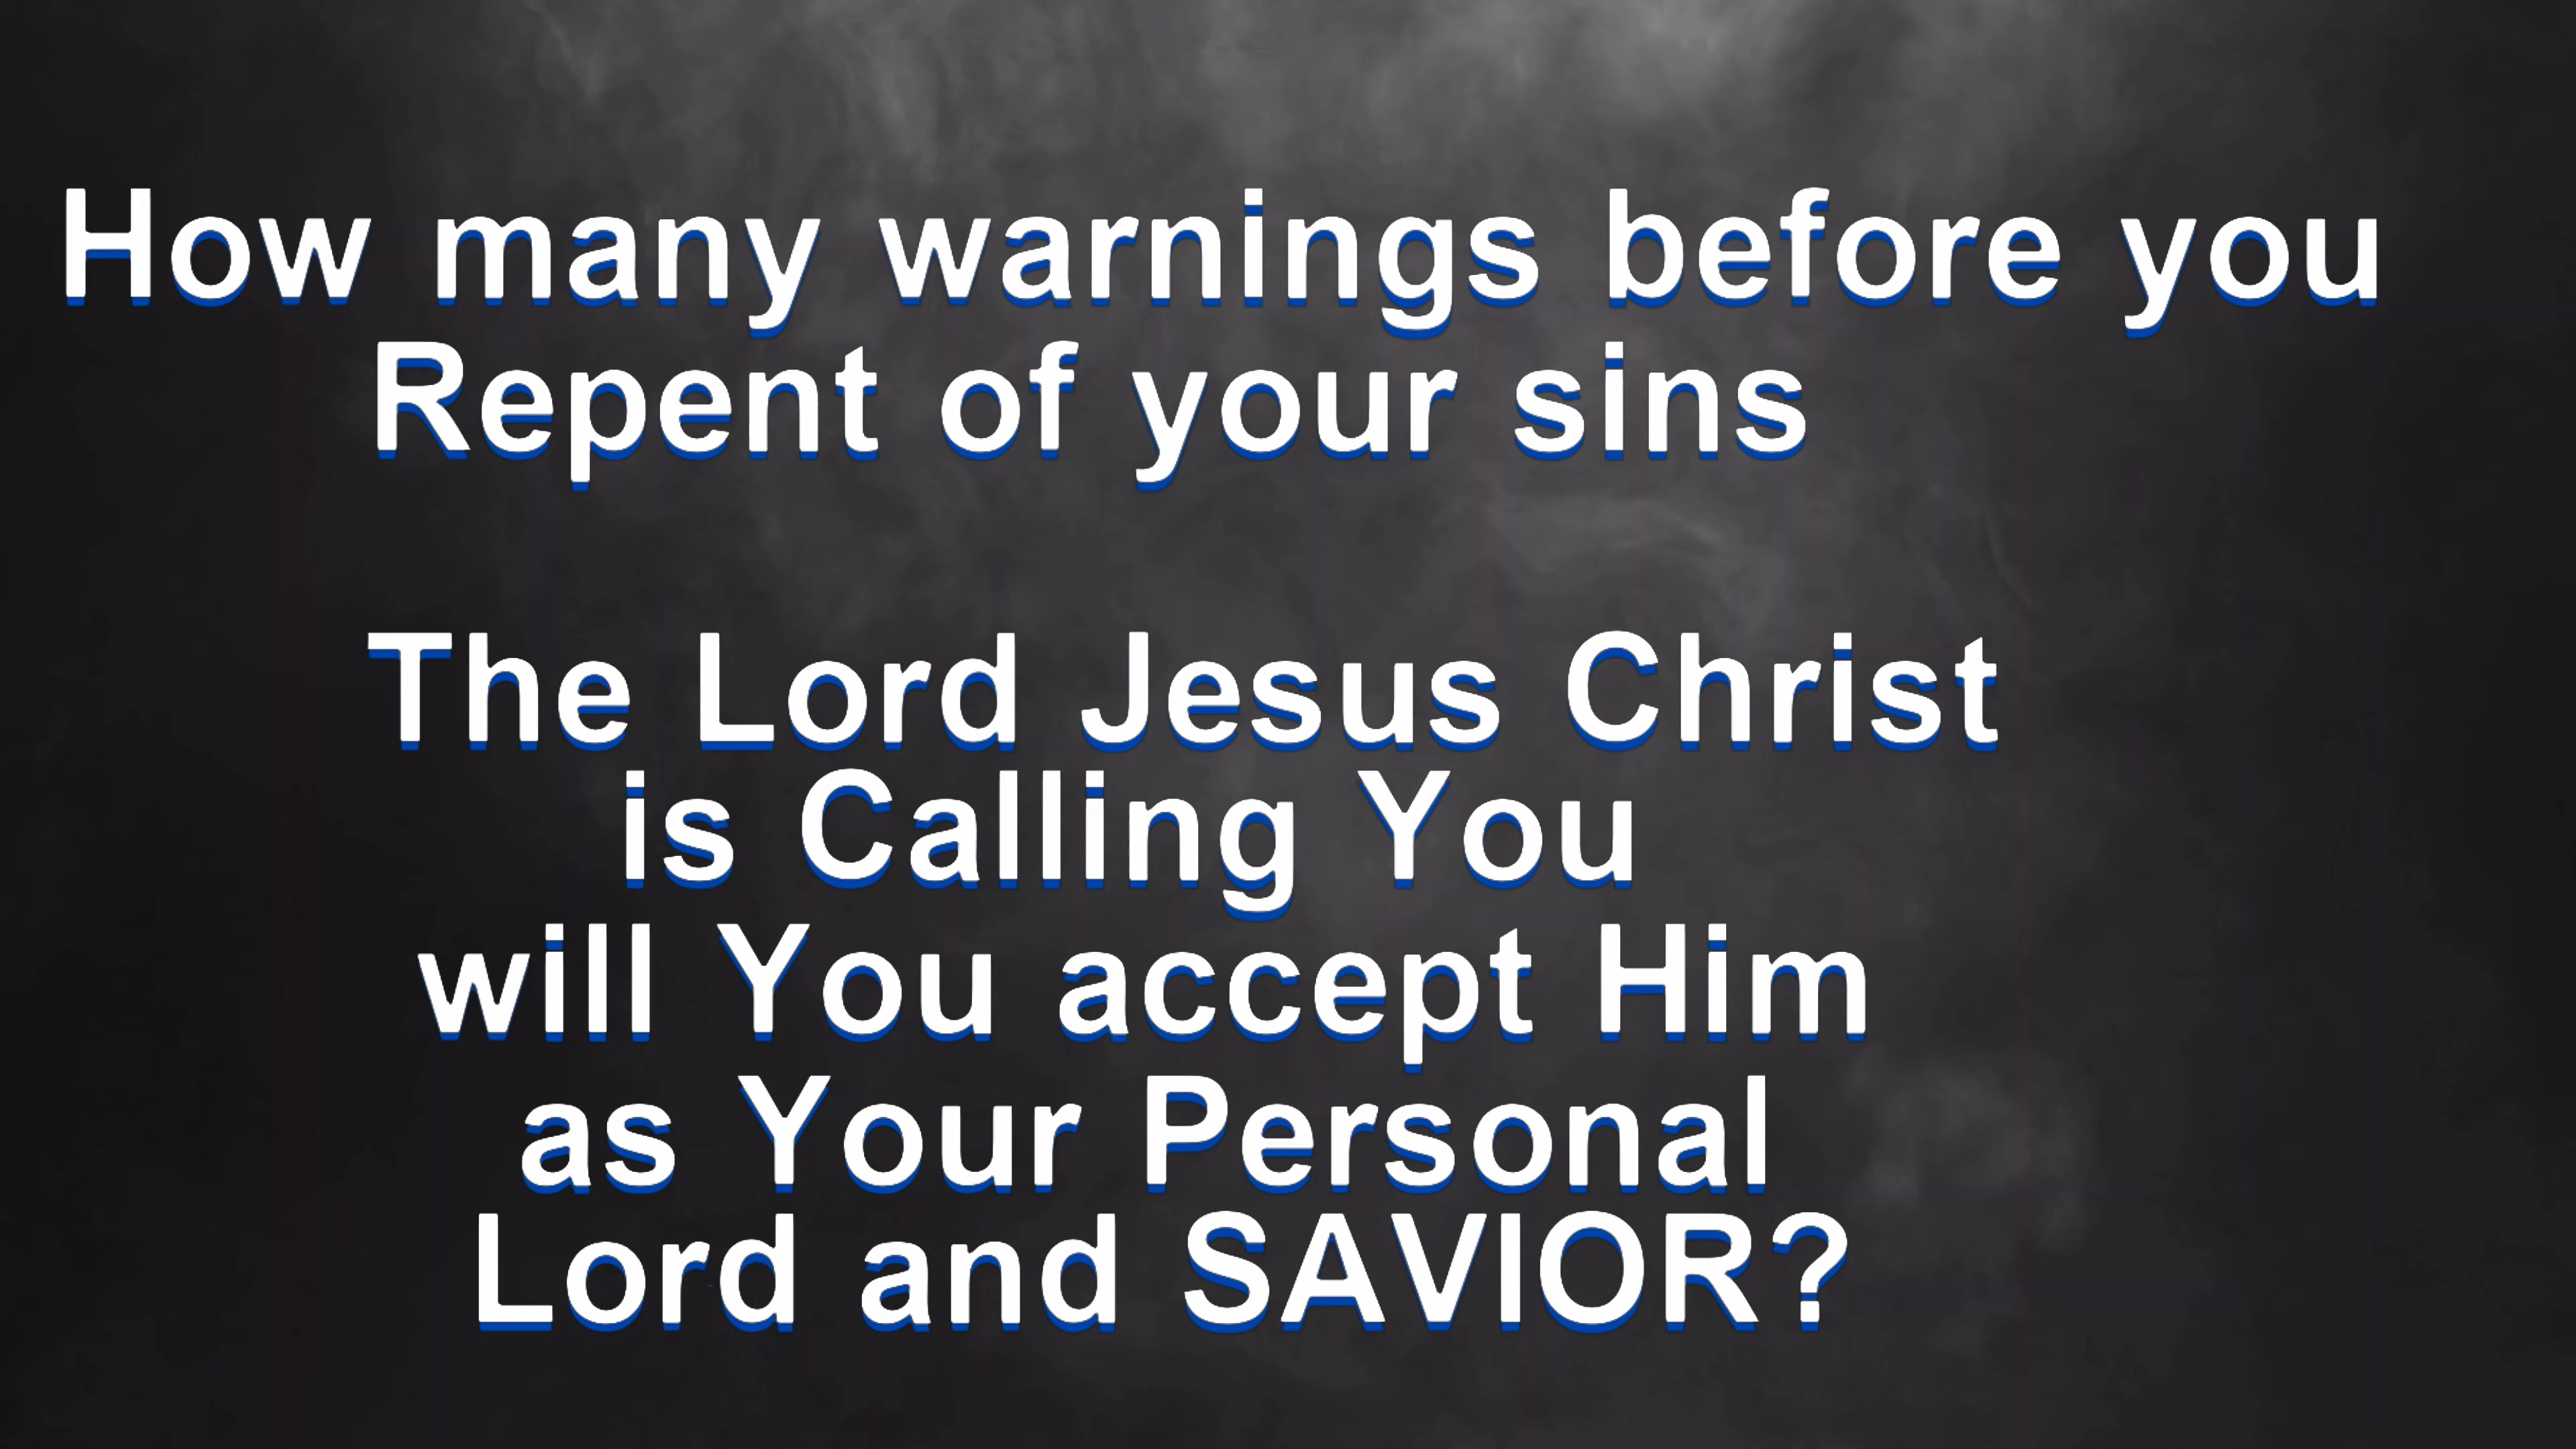 How many warnings before you
Repent of your sins
The Lord Jesus Christ
is Calling You
will You accept Him
as Your Personal
Lord and SAVIOR?